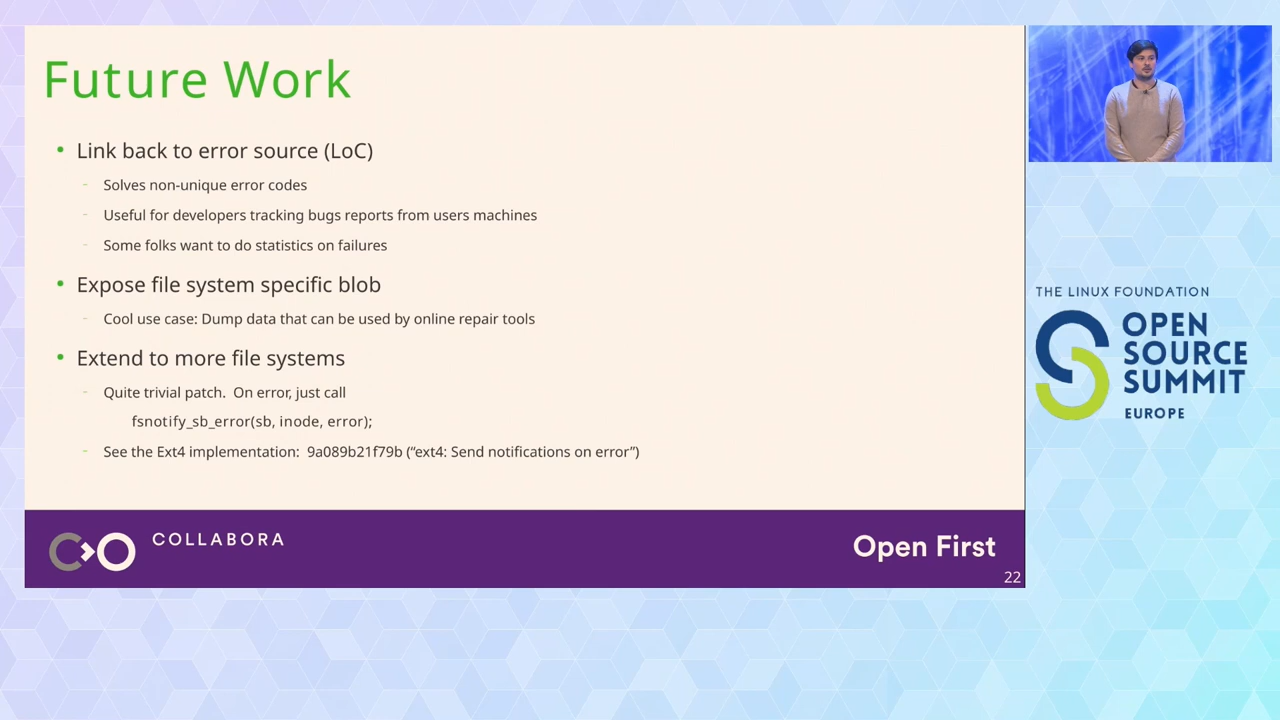 Future Work
• Link back to error source (LoC)
- Solves non-unique error codes
- Useful for developers tracking bugs reports from users machines
- Some folks want to do statistics on failures
• Expose file system specific blob
- Cool use case: Dump data that can be used by online repair tools
• Extend to more file systems
- Quite trivial patch.  On error, just call
fsnotify_sb_error(sb, inode, error);
- See the Ext4 implementation:  9a089b21f79b (“ext4: Send notifications on error”)
COLLABORA
Open First
22
THE LINUX FOUNDATION
OPEN
SOURCE
SUMMIT
EUROPE